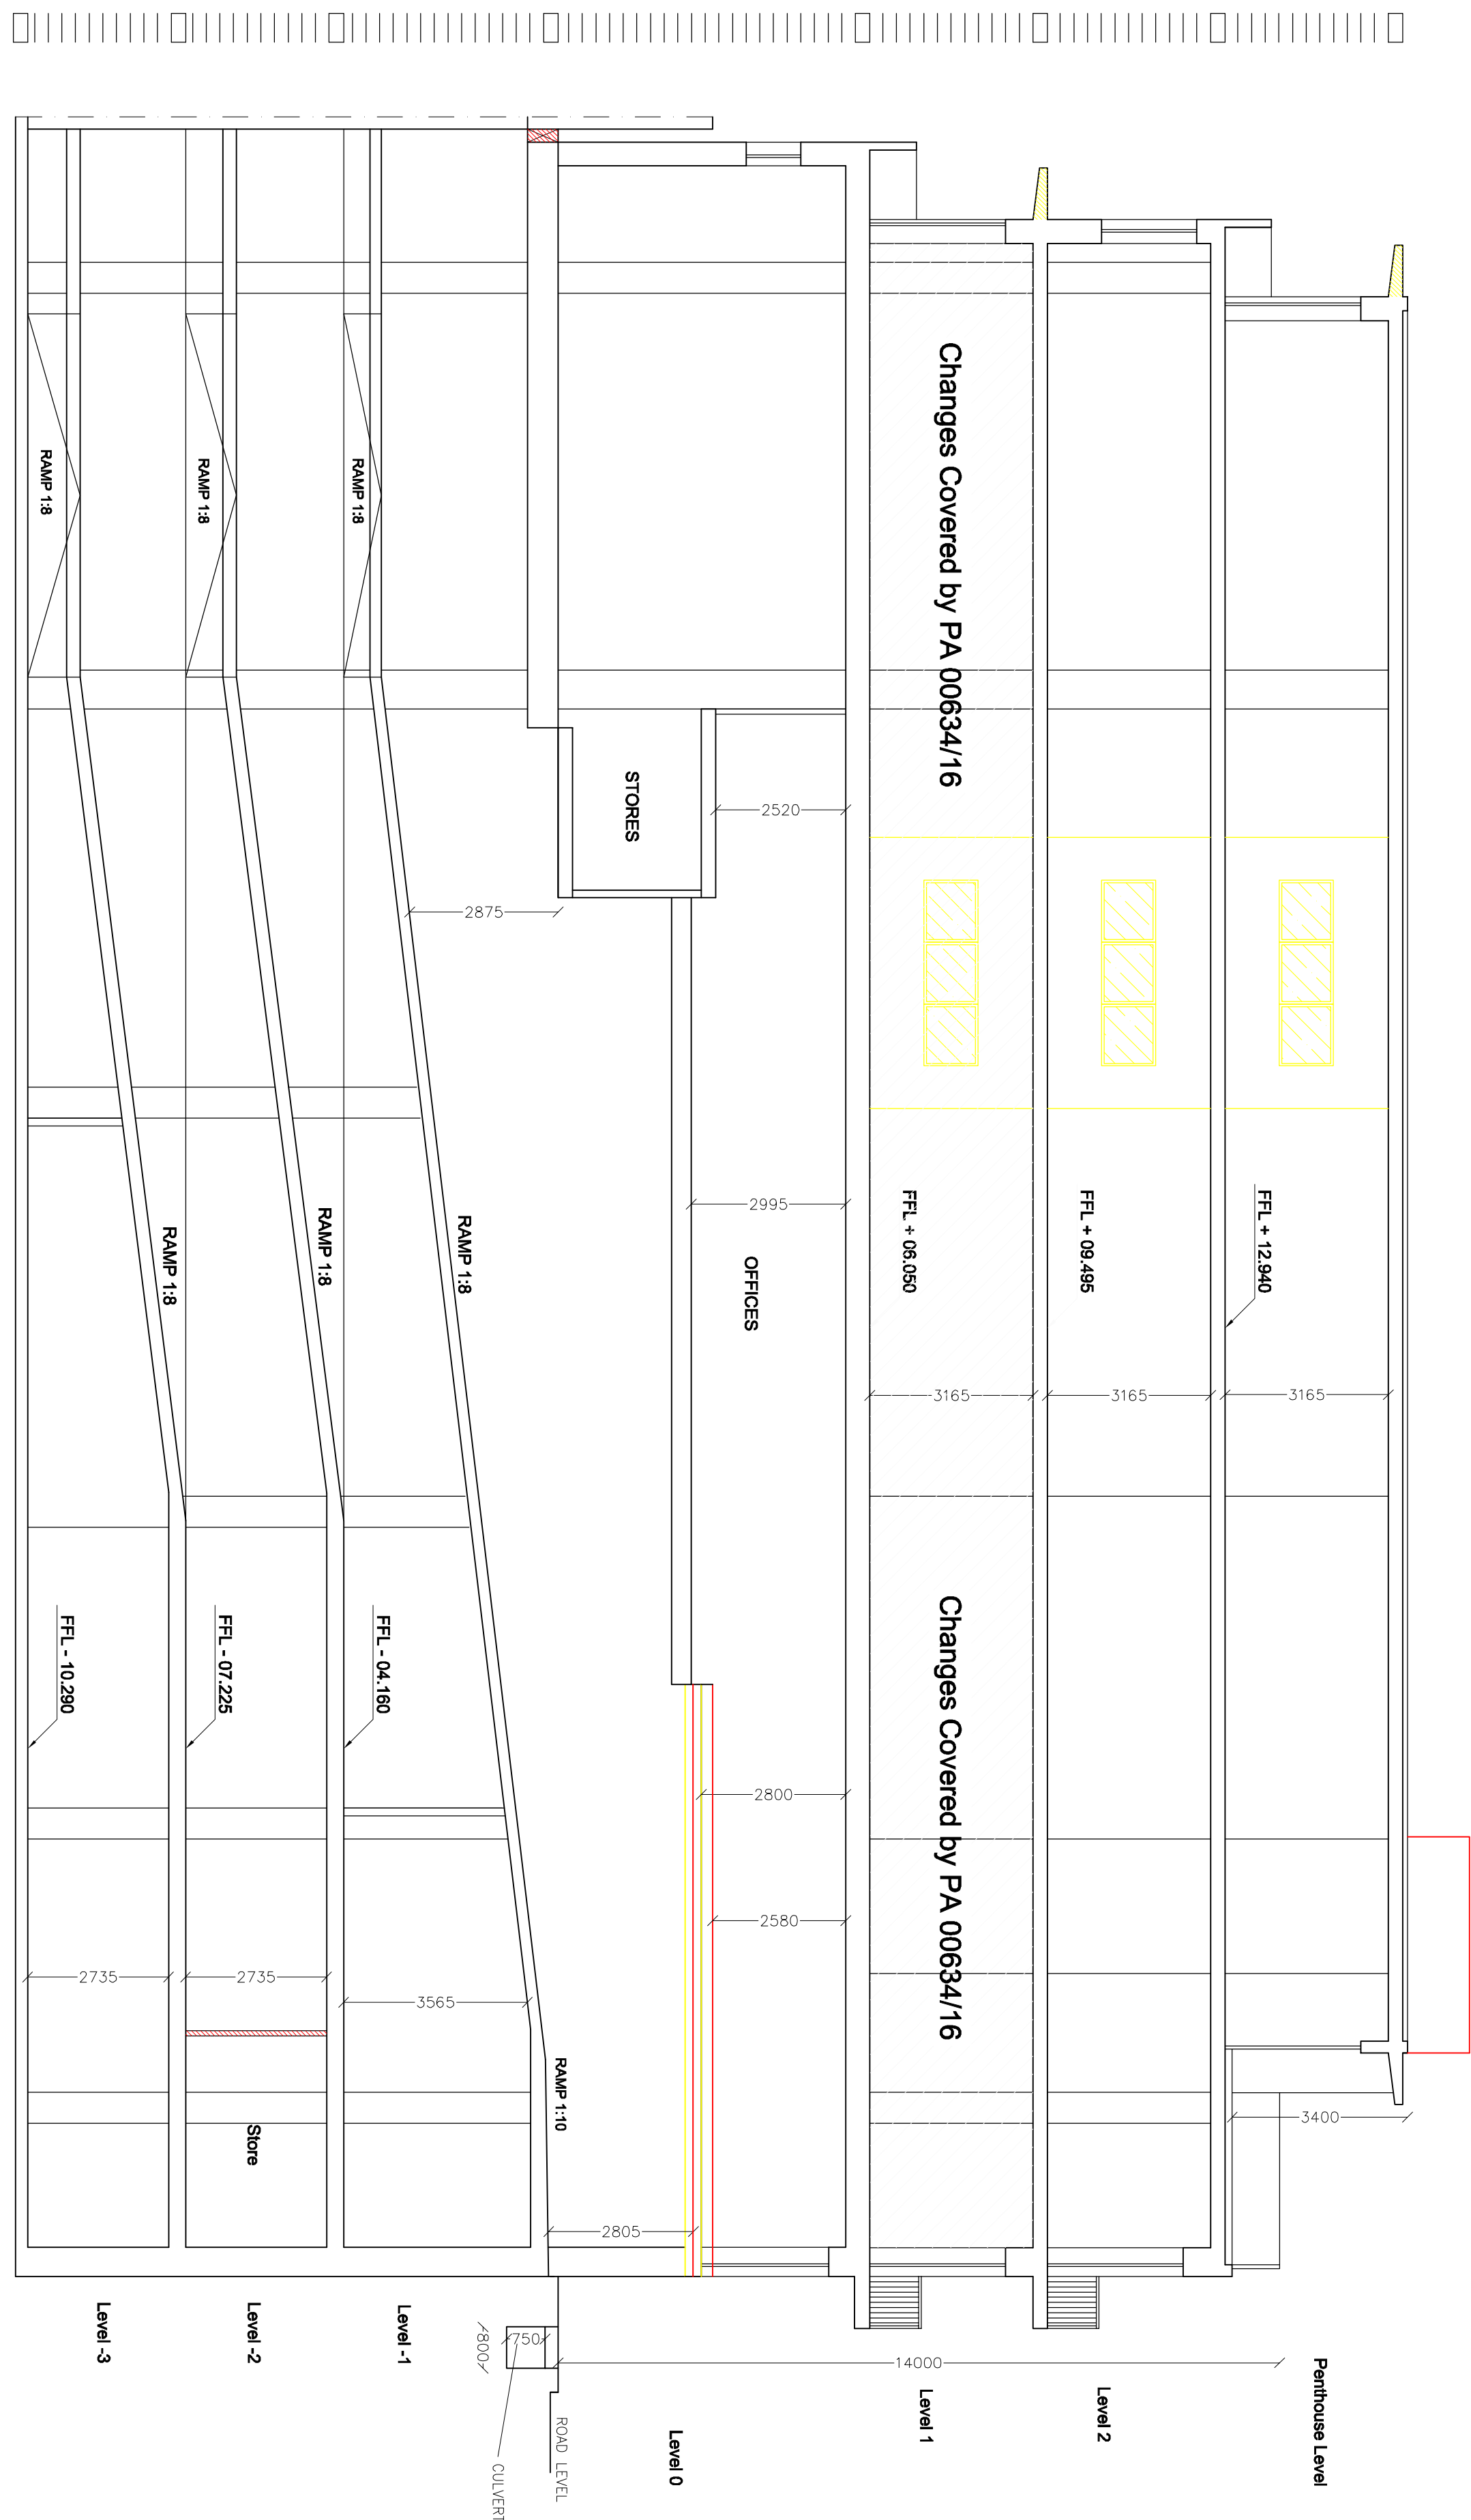 Penthouse Level
3400
FFL + 12.940
3165
Level 2
FFL + 09.495
3165
Level 1
Changes Covered by PA 00634/16
FFL + 06.050
3165
Changes Covered by PA 00634/16
14000
Level 0
STORES
2520
2995
OFFICES
2800
2580
2805
ROAD LEVEL
CULVERT
750
800
RAMP 1:10
2875
RAMP 1:8
RAMP 1:8
FFL - 04.160
3565
Level -1
RAMP 1:8
RAMP 1:8
FFL - 07.225
2735
Store
Level -2
RAMP 1:8
RAMP 1:8
FFL - 10.290
2735
Level -3